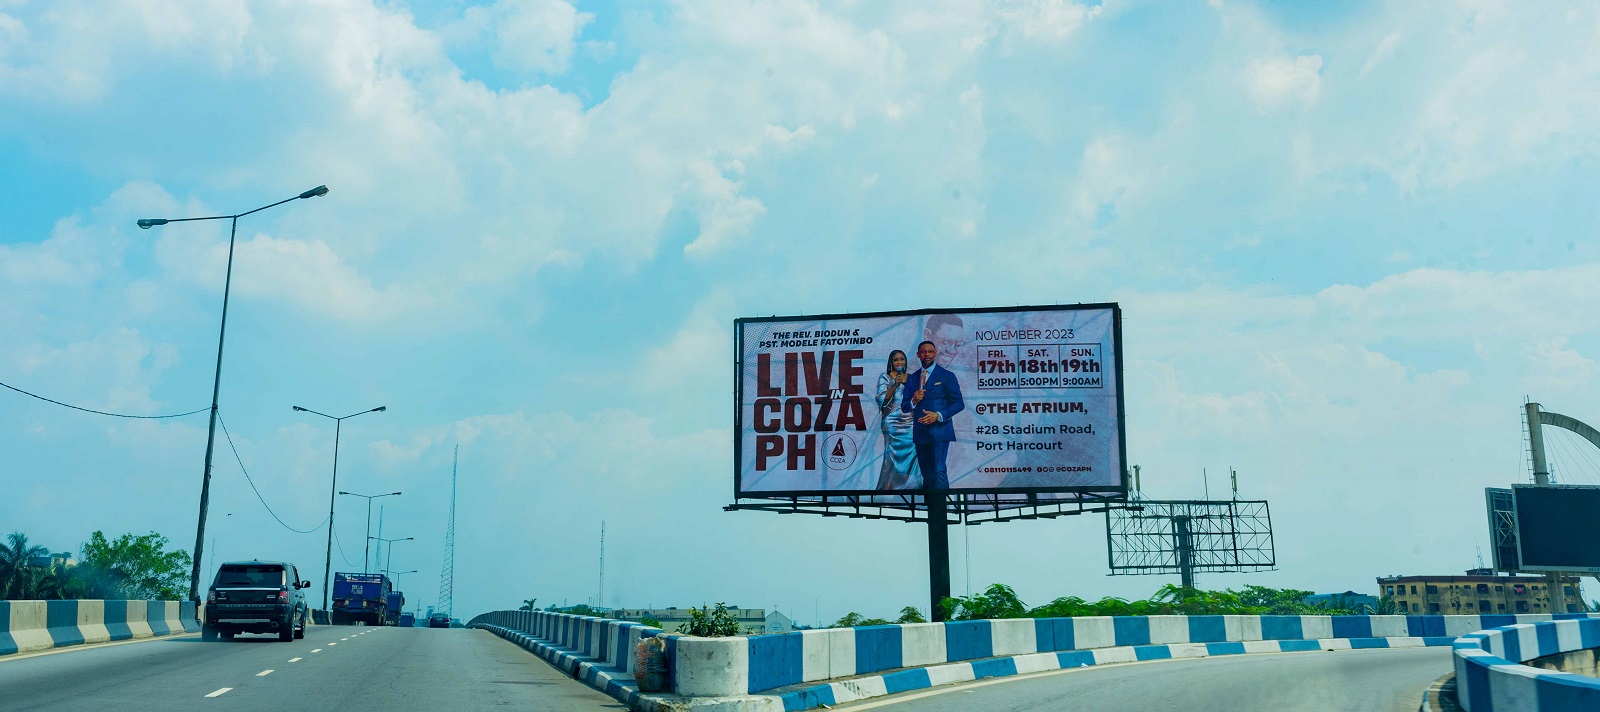 THE REV. BIODUN &
PST. MODELE FATOYINBO
LIVE
IN
COZA
PH
COZA
NOVEMBER 2023
FRI. SAT. SUN.
17th 18th 19th
5:00PM 5:00PM 9:00AM
@THE ATRIUM,
#28 Stadium Road,
Port Harcourt
08110115499 @COZAPH